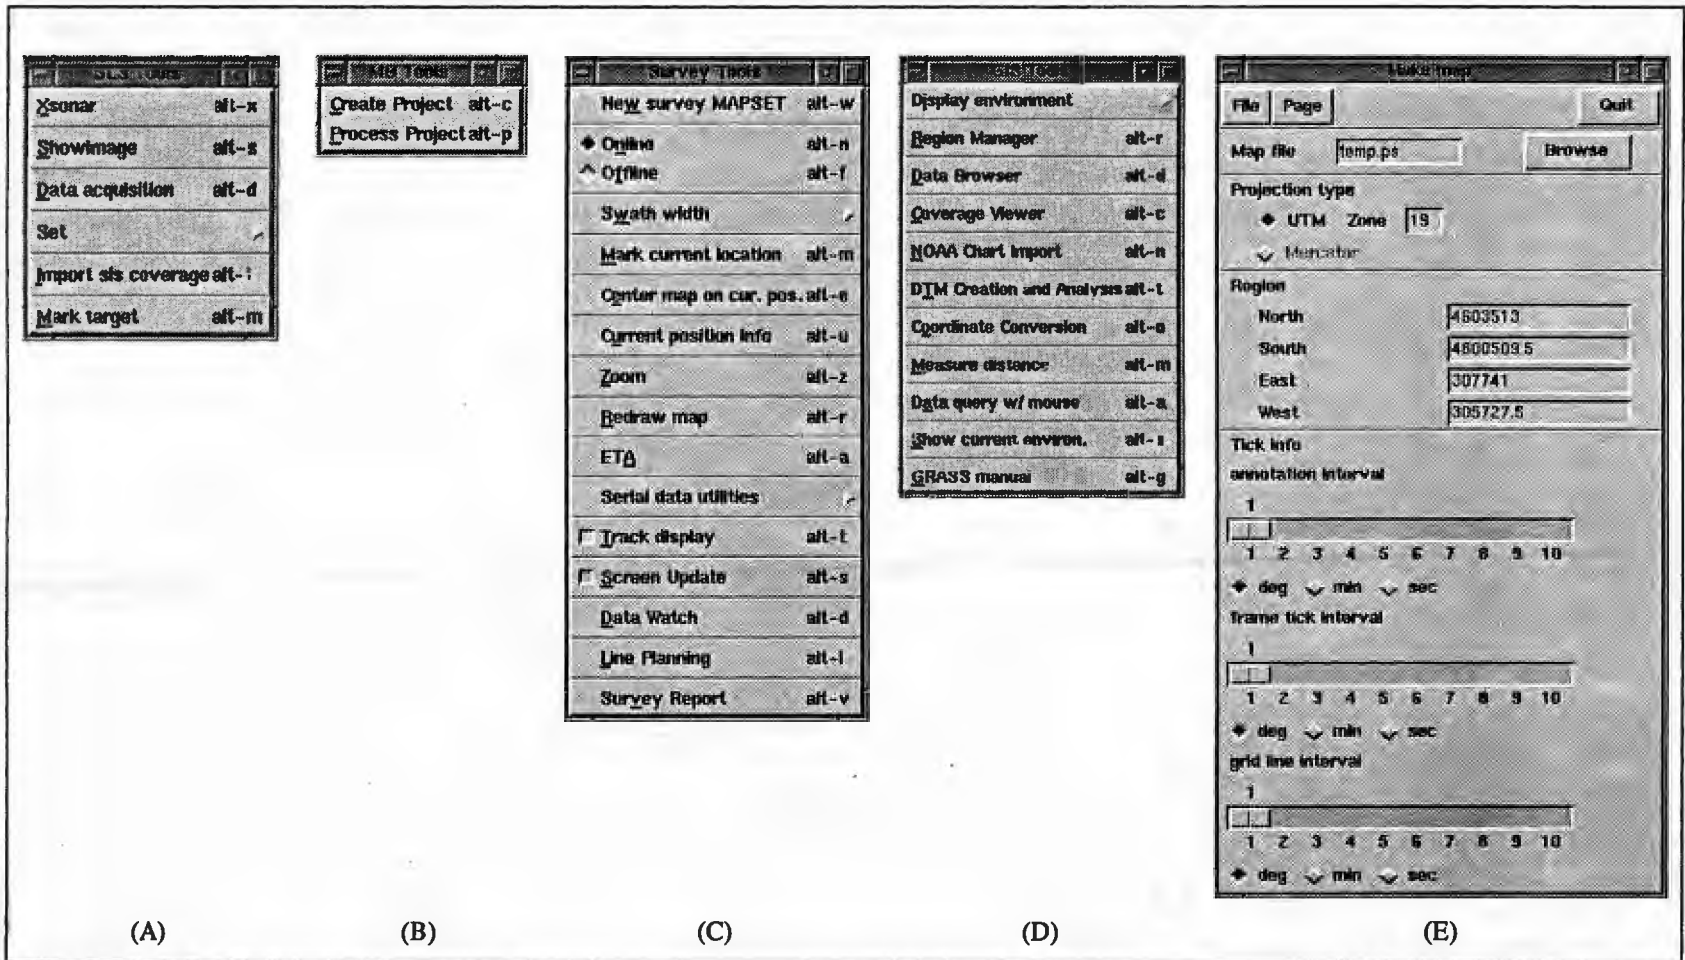 SLS Tools
Xsonar alt-x
Showimage alt-s
Data acquisition alt-d
Set
Import sls coverage alt-i
Mark target alt-m
(A)
MB Tools
Create Project alt-c
Process Project alt-p
(B)
Survey Tools
New survey MAPSET alt-w
Online alt-n
Offline alt-f
Swath width
Mark current location alt-m
Center map on cur. pos. alt-e
Current position info alt-u
Zoom alt-z
Redraw map alt-r
ETA alt-a
Serial data utilities
Track display alt-t
Screen Update alt-s
Data Watch alt-d
Line Planning alt-l
Survey Report alt-v
(C)
Display environment
Region Manager alt-r
Data Browser alt-d
Coverage Viewer alt-c
NOAA Chart Import alt-n
DTM Creation and Analysis alt-t
Coordinate Conversion alt-o
Measure distance alt-m
Data query w/ mouse alt-a
Show current environ. alt-s
GRASS manual alt-g
(D)
Make map
File Page Quit
Map file temp.ps Browse
Projection type
UTM Zone 19
Mercator
Region
North 4603513
South 4600509.5
East 307741
West 305727.5
Tick info
annotation interval
1
1 2 3 4 5 6 7 8 9 10
deg min sec
frame tick interval
1
1 2 3 4 5 6 7 8 9 10
deg min sec
grid line interval
1
1 2 3 4 5 6 7 8 9 10
deg min sec
(E)